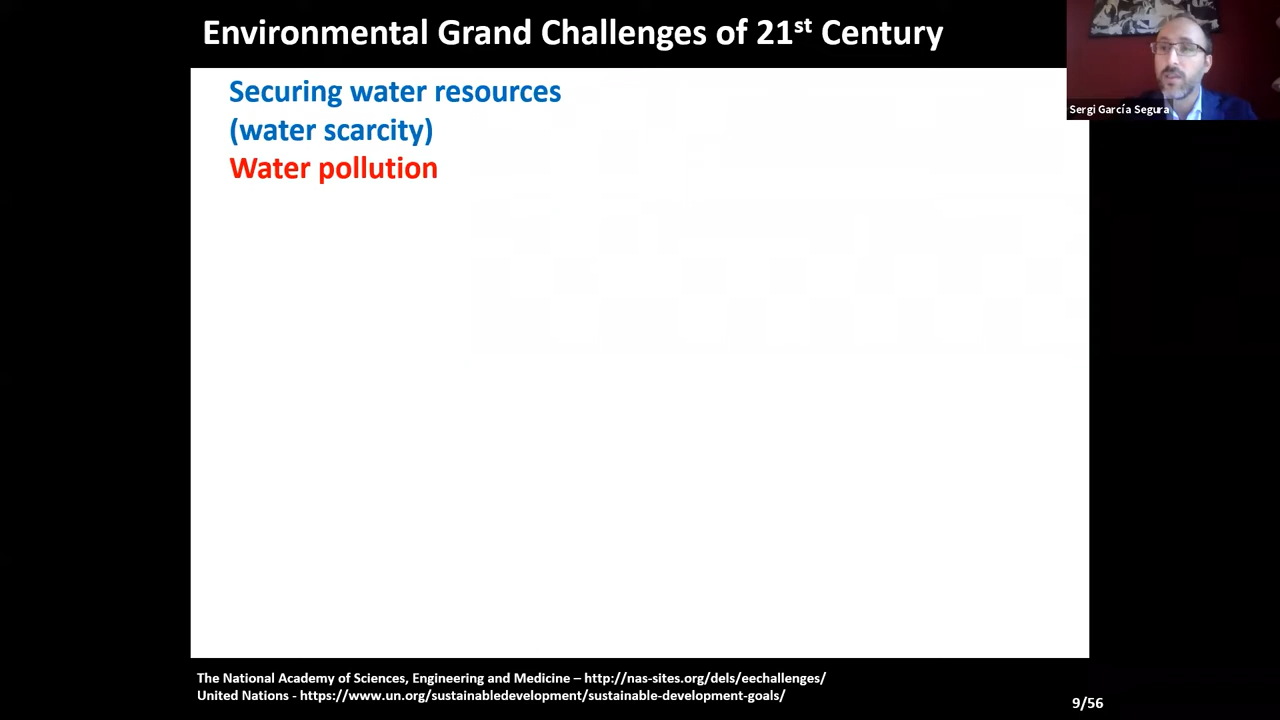 Environmental Grand Challenges of 21st Century
Securing water resources
(water scarcity)
Water pollution
Sergi García Segura
The National Academy of Sciences, Engineering and Medicine – http://nas-sites.org/dels/eechallenges/
United Nations - https://www.un.org/sustainabledevelopment/sustainable-development-goals/
9/56